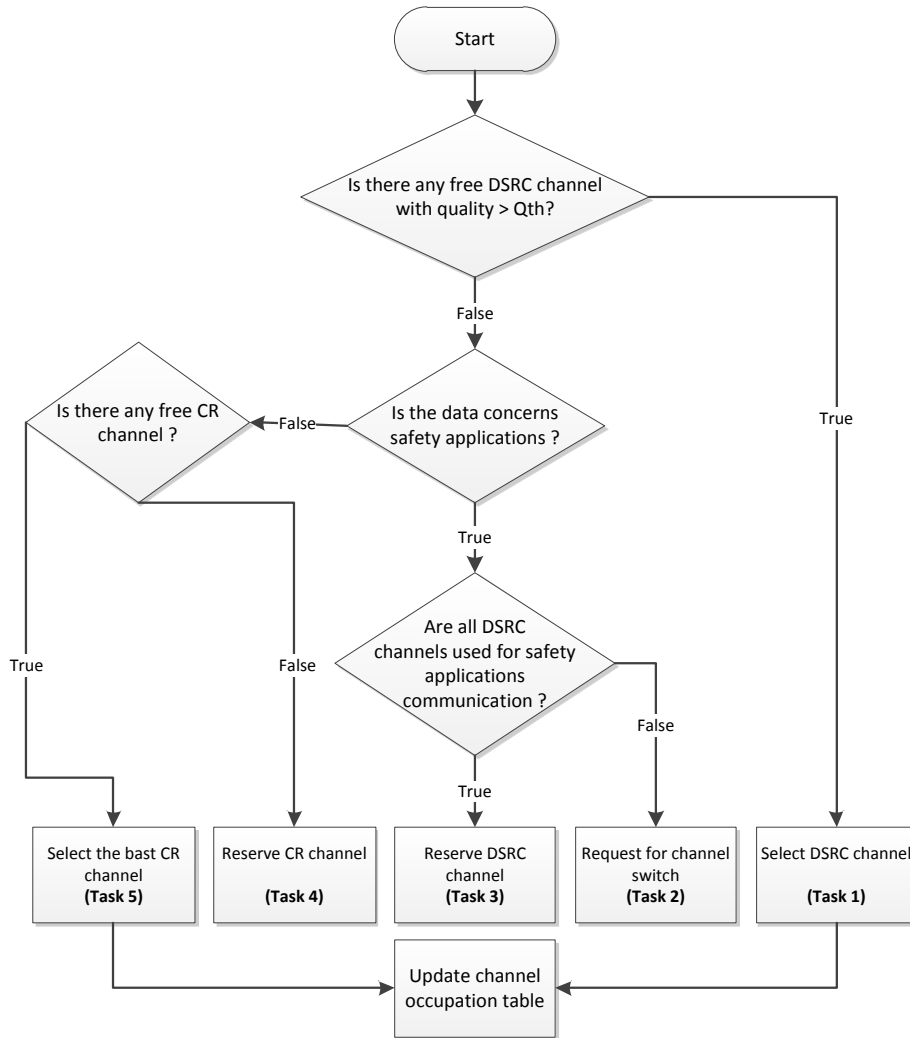 Start
Is there any free DSRC channel
with quality > Qth?
False
True
Is there any free CR
channel ?
False
Is the data concerns
safety applications ?
True
Are all DSRC
channels used for safety
applications
communication ?
True
False
False
True
Select the bast CR
channel
(Task 5)
Reserve CR channel
(Task 4)
Reserve DSRC
channel
(Task 3)
Request for channel
switch
(Task 2)
Select DSRC channel
(Task 1)
Update channel
occupation table